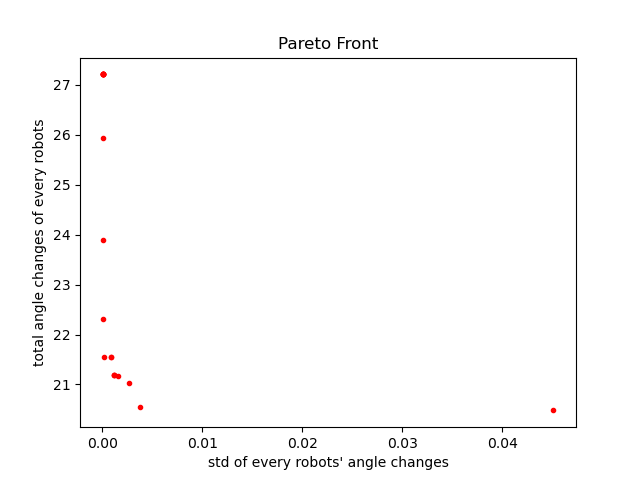 Pareto Front
total angle changes of every robots
27
26
25
24
23
22
21
0.00 0.01 0.02 0.03 0.04
std of every robots' angle changes